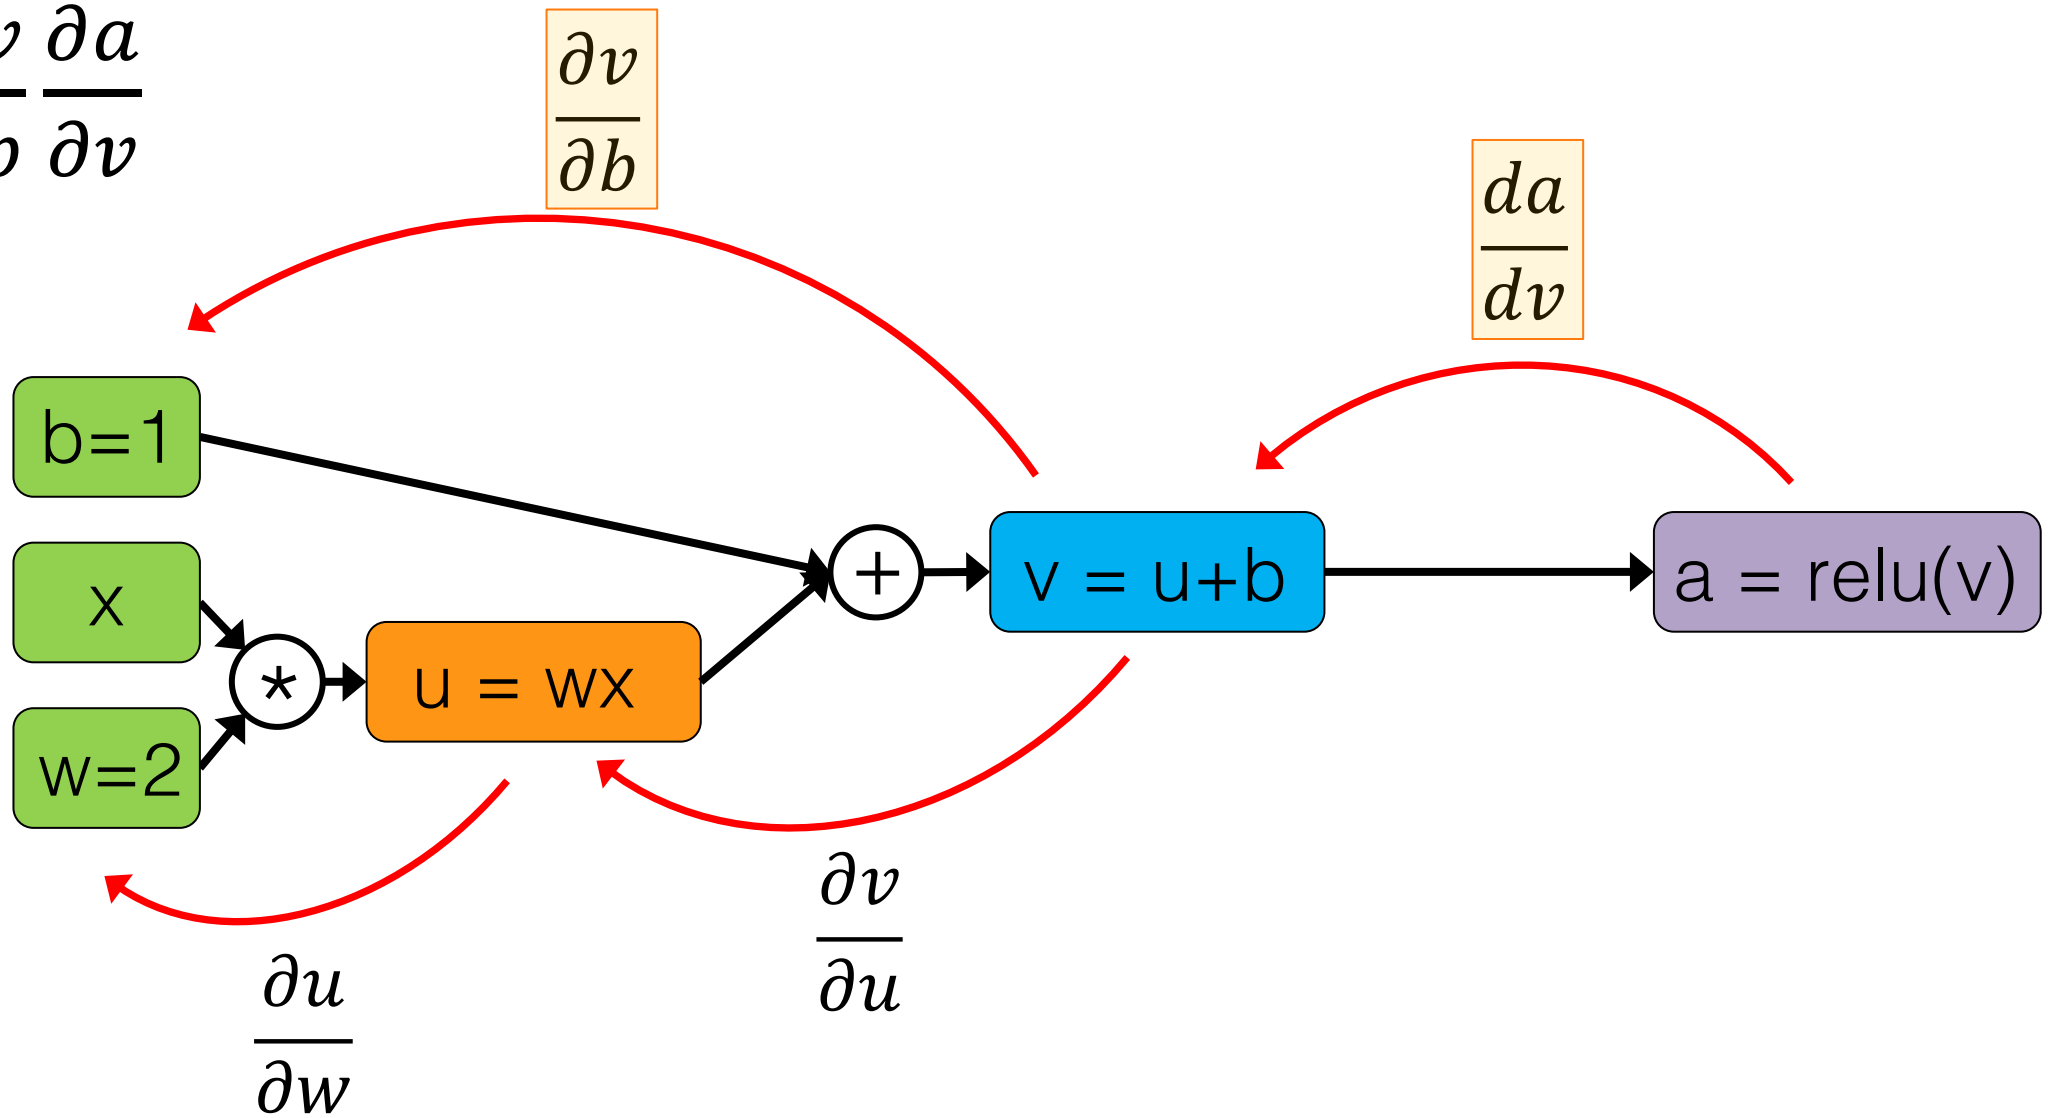 ∂a
∂v
∂v
∂b
da
dv
b=1
x
w=2
*
u = wx
+
v = u+b
a = relu(v)
∂v
∂u
∂u
∂w